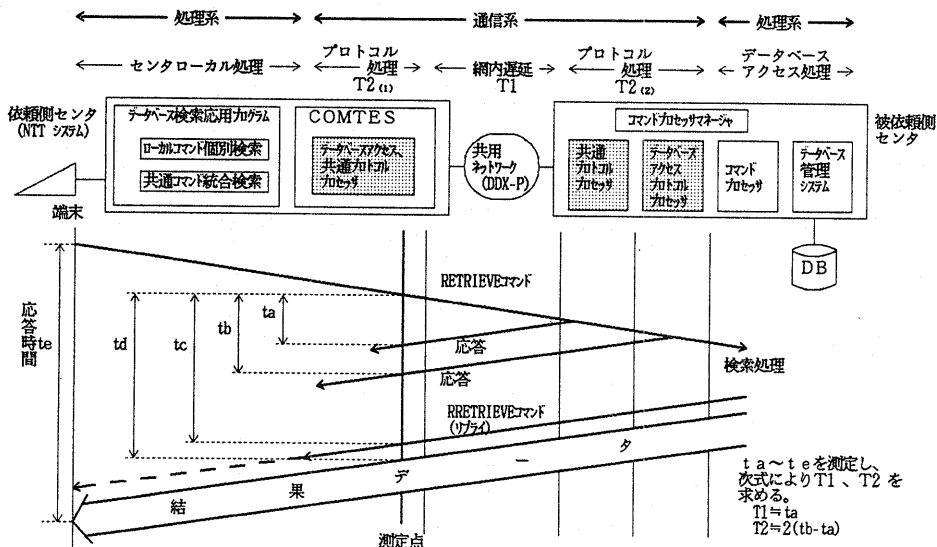 処理系
通信系
処理系
センタローカル処理
プロトコル
処理
T2(1)
網内遅延
T1
プロトコル
処理
T2(2)
データベース
アクセス処理
依頼側センタ
(NTT システム)
端末
データベース検索応用プログラム
ローカルコマンド個別検索
共通コマンド統合検索
COMTES
データベースアクセス、
共通プロトコル
プロセッサ
共用
ネットワーク
(DDX-P)
コマンドプロセッサマネージャ
共通
プロトコル
プロセッサ
データベース
アクセス
プロトコル
プロセッサ
コマンド
プロセッサ
データベース
管理
システム
被依頼側
センタ
DB
RETRIEVEコマンド
応答時間te
td
tc
tb
ta
応答
応答
検索処理
RRETRIEVEコマンド
(リプライ)
結果データ
測定点
ta～teを測定し、
次式によりT1、T2を
求める。
T1≒ta
T2≒2(tb-ta)